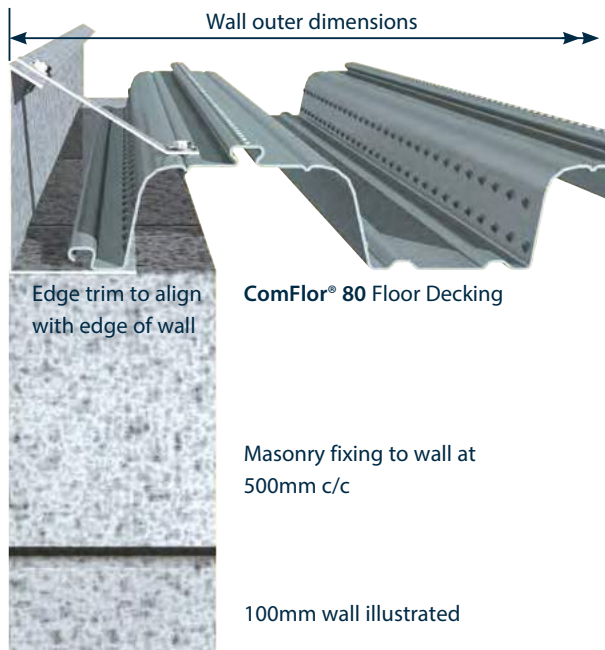 Wall outer dimensions
Edge trim to align
with edge of wall
ComFlor® 80 Floor Decking
Masonry fixing to wall at
500mm c/c
100mm wall illustrated